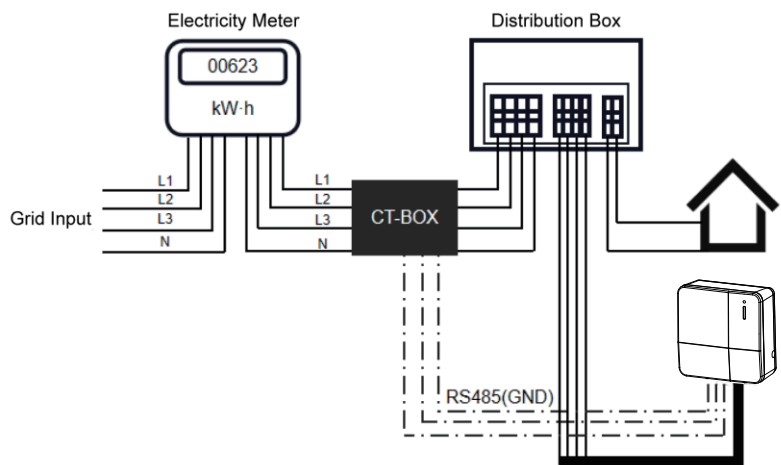 Electricity Meter
Distribution Box
00623
kW·h
Grid Input
L1
L2
L3
N
L1
L2
L3
N
CT-BOX
RS485(GND)